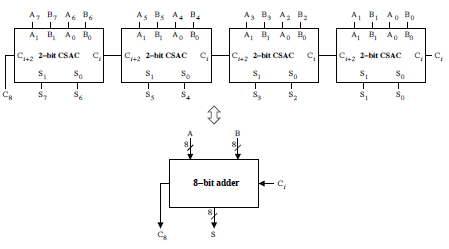 A7 B7 A6 B6 A5 B5 A4 B4 A3 B3 A2 B2 A1 B1 A0 B0
A1 B1 A0 B0 A1 B1 A0 B0 A1 B1 A0 B0 A1 B1 A0 B0
Ci+2 2-bit CSAC Ci Ci+2 2-bit CSAC Ci Ci+2 2-bit CSAC Ci Ci+2 2-bit CSAC Ci Ci
S1 S0 S1 S0 S1 S0 S1 S0
C8 S7 S6 S5 S4 S3 S2 S1 S0
A B
8 8
8-bit adder Ci
8
C8 S